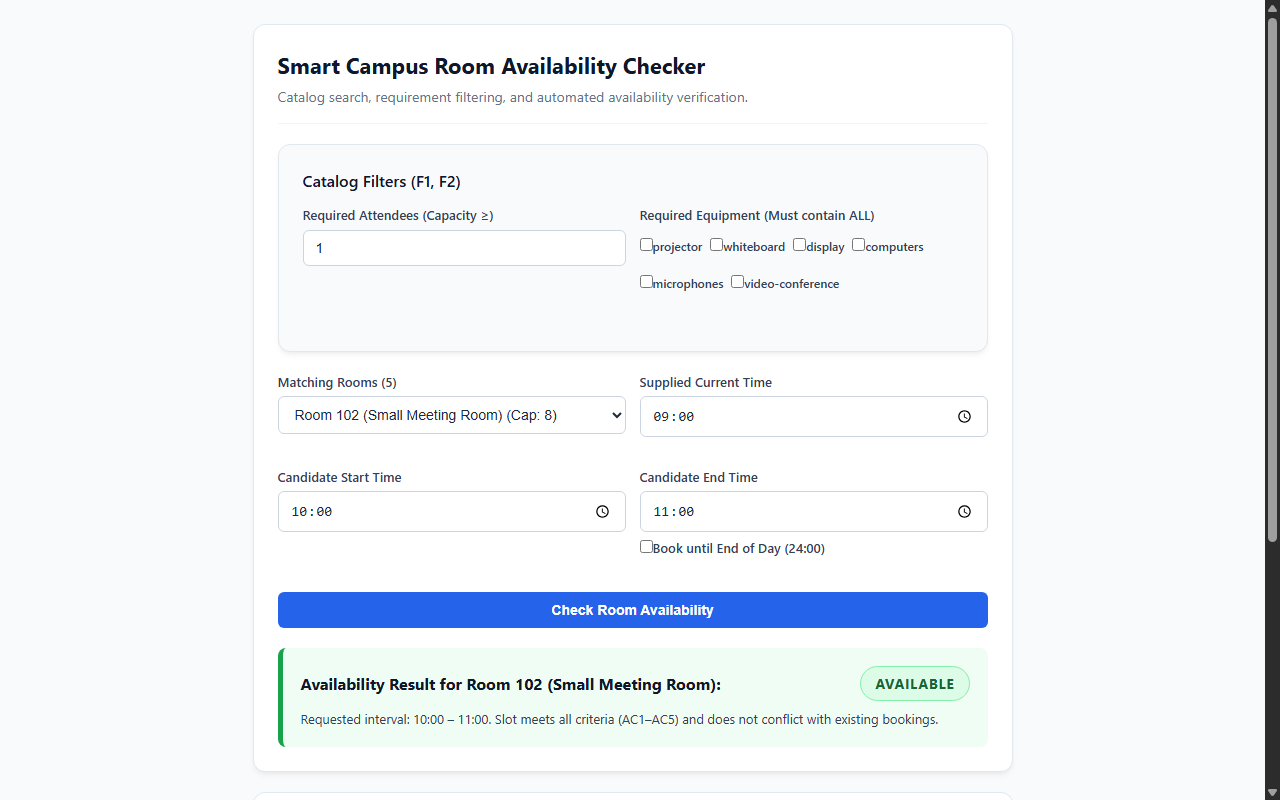 Smart Campus Room Availability Checker
Catalog search, requirement filtering, and automated availability verification.
Catalog Filters (F1, F2)
Required Attendees (Capacity ≥)
1
Required Equipment (Must contain ALL)
projector whiteboard display computers
microphones video-conference
Matching Rooms (5)
Room 102 (Small Meeting Room) (Cap: 8)
Supplied Current Time
09:00
Candidate Start Time
10:00
Candidate End Time
11:00
Book until End of Day (24:00)
Check Room Availability
Availability Result for Room 102 (Small Meeting Room):
AVAILABLE
Requested interval: 10:00 – 11:00. Slot meets all criteria (AC1–AC5) and does not conflict with existing bookings.